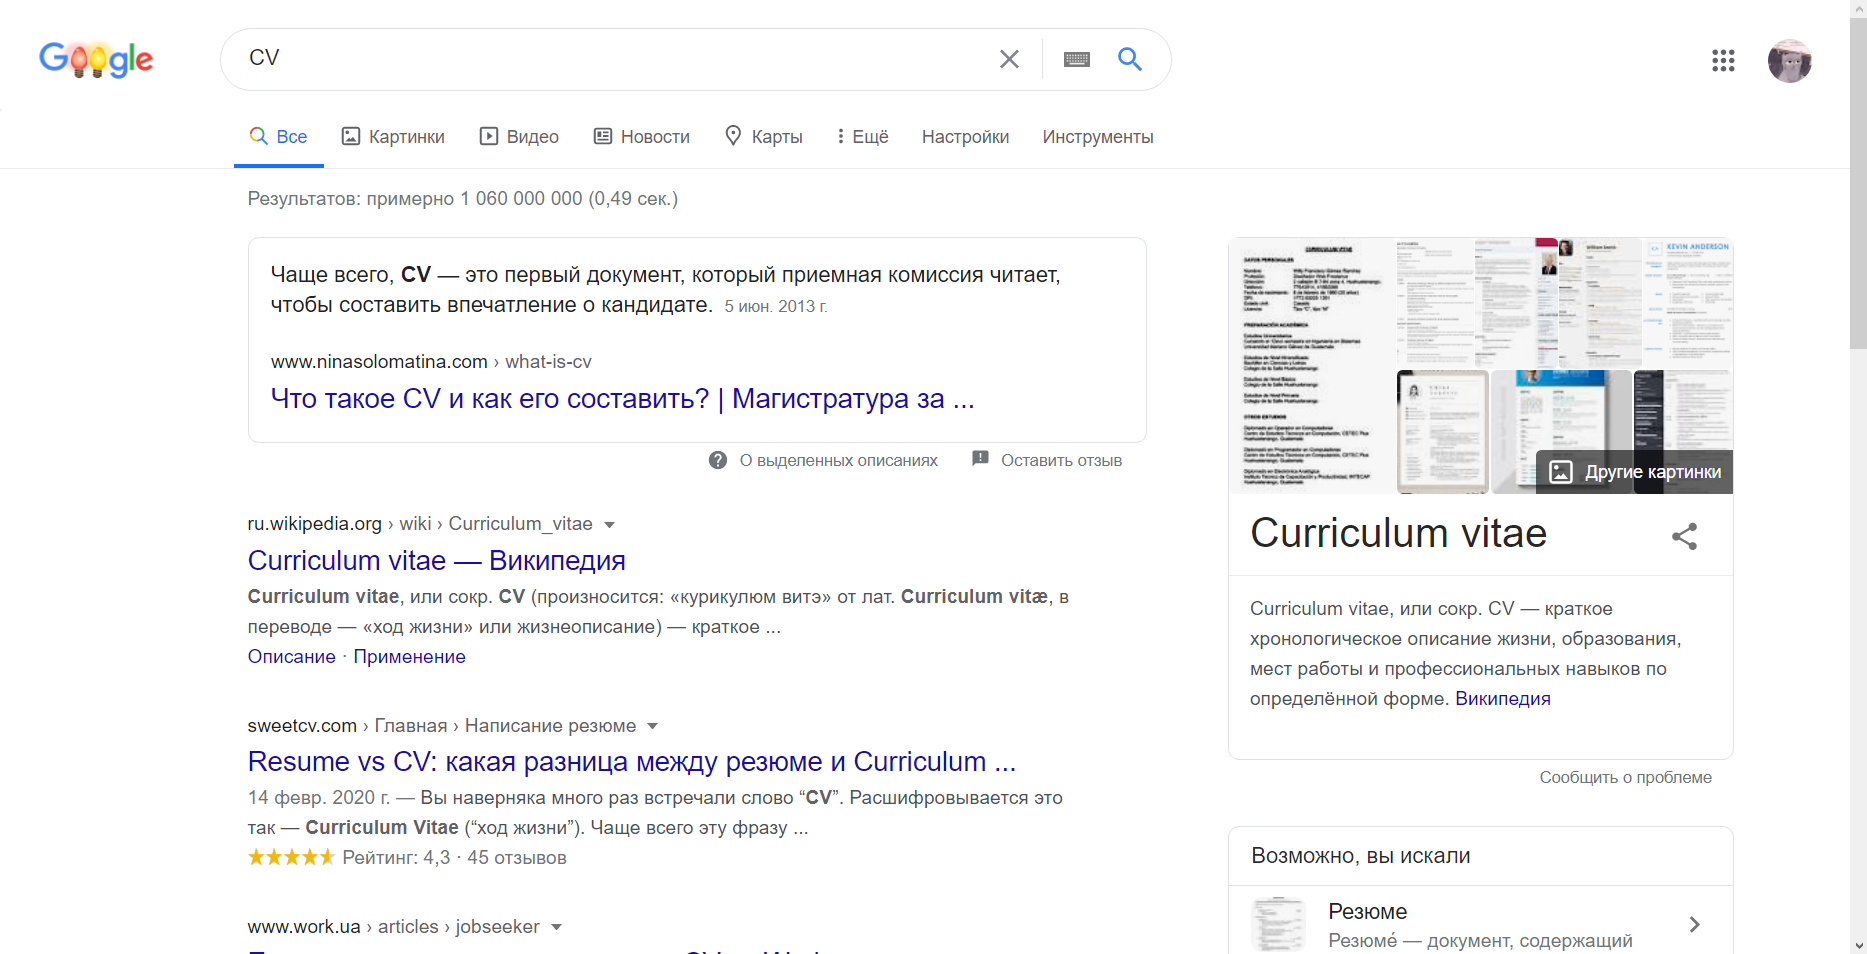 Google
CV
Все
Картинки
Видео
Новости
Карты
Ещё
Настройки
Инструменты
Результатов: примерно 1 060 000 000 (0,49 сек.)
Чаще всего, CV — это первый документ, который приемная комиссия читает,
чтобы составить впечатление о кандидате. 5 июн. 2013 г.
www.ninasolomatina.com › what-is-cv
Что такое CV и как его составить? | Магистратура за ...
О выделенных описаниях
Оставить отзыв
ru.wikipedia.org › wiki › Curriculum_vitae
Curriculum vitae — Википедия
Curriculum vitae, или сокр. CV (произносится: «курикулюм витэ» от лат. Curriculum vitæ, в
переводе — «ход жизни» или жизнеописание) — краткое ...
Описание · Применение
sweetcv.com › Главная › Написание резюме
Resume vs CV: какая разница между резюме и Curriculum ...
14 февр. 2020 г. — Вы наверняка много раз встречали слово “CV”. Расшифровывается это
так — Curriculum Vitae (“ход жизни”). Чаще всего эту фразу ...
Рейтинг: 4,3 · 45 отзывов
www.work.ua › articles › jobseeker
KEVIN ANDERSON
Другие картинки
Curriculum vitae
Curriculum vitae, или сокр. CV — краткое
хронологическое описание жизни, образования,
мест работы и профессиональных навыков по
определённой форме. Википедия
Сообщить о проблеме
Возможно, вы искали
Резюме
Резюме́ — документ, содержащий